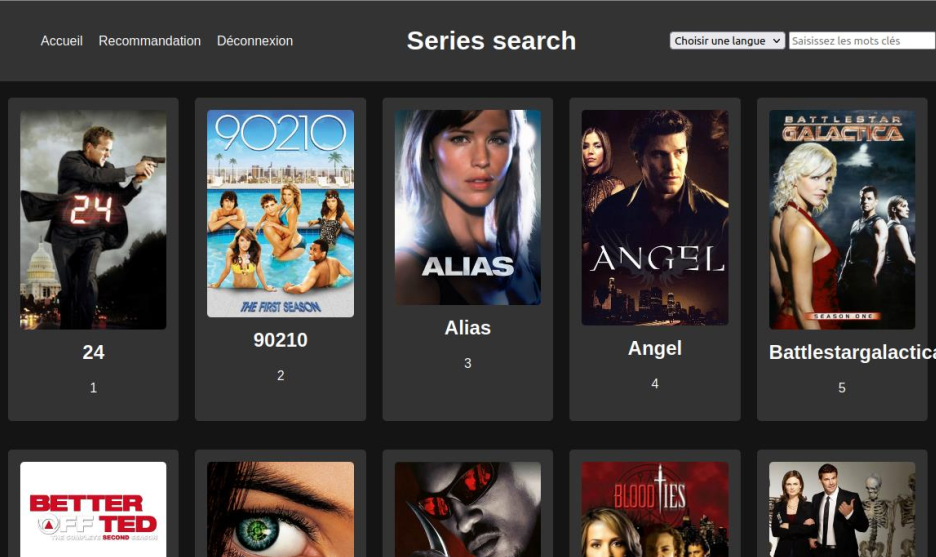 Accueil Recommandation Déconnexion
Series search
Choisir une langue
Saisissez les mots clés
24
24
1
90210
THE FIRST SEASON
90210
2
ALIAS
Alias
3
ANGEL
Angel
4
BATTLESTAR
GALACTICA
SEASON ONE
Battlestargalactica
5
BETTER
OFF TED
THE COMPLETE SECOND SEASON
BLOOD TIES